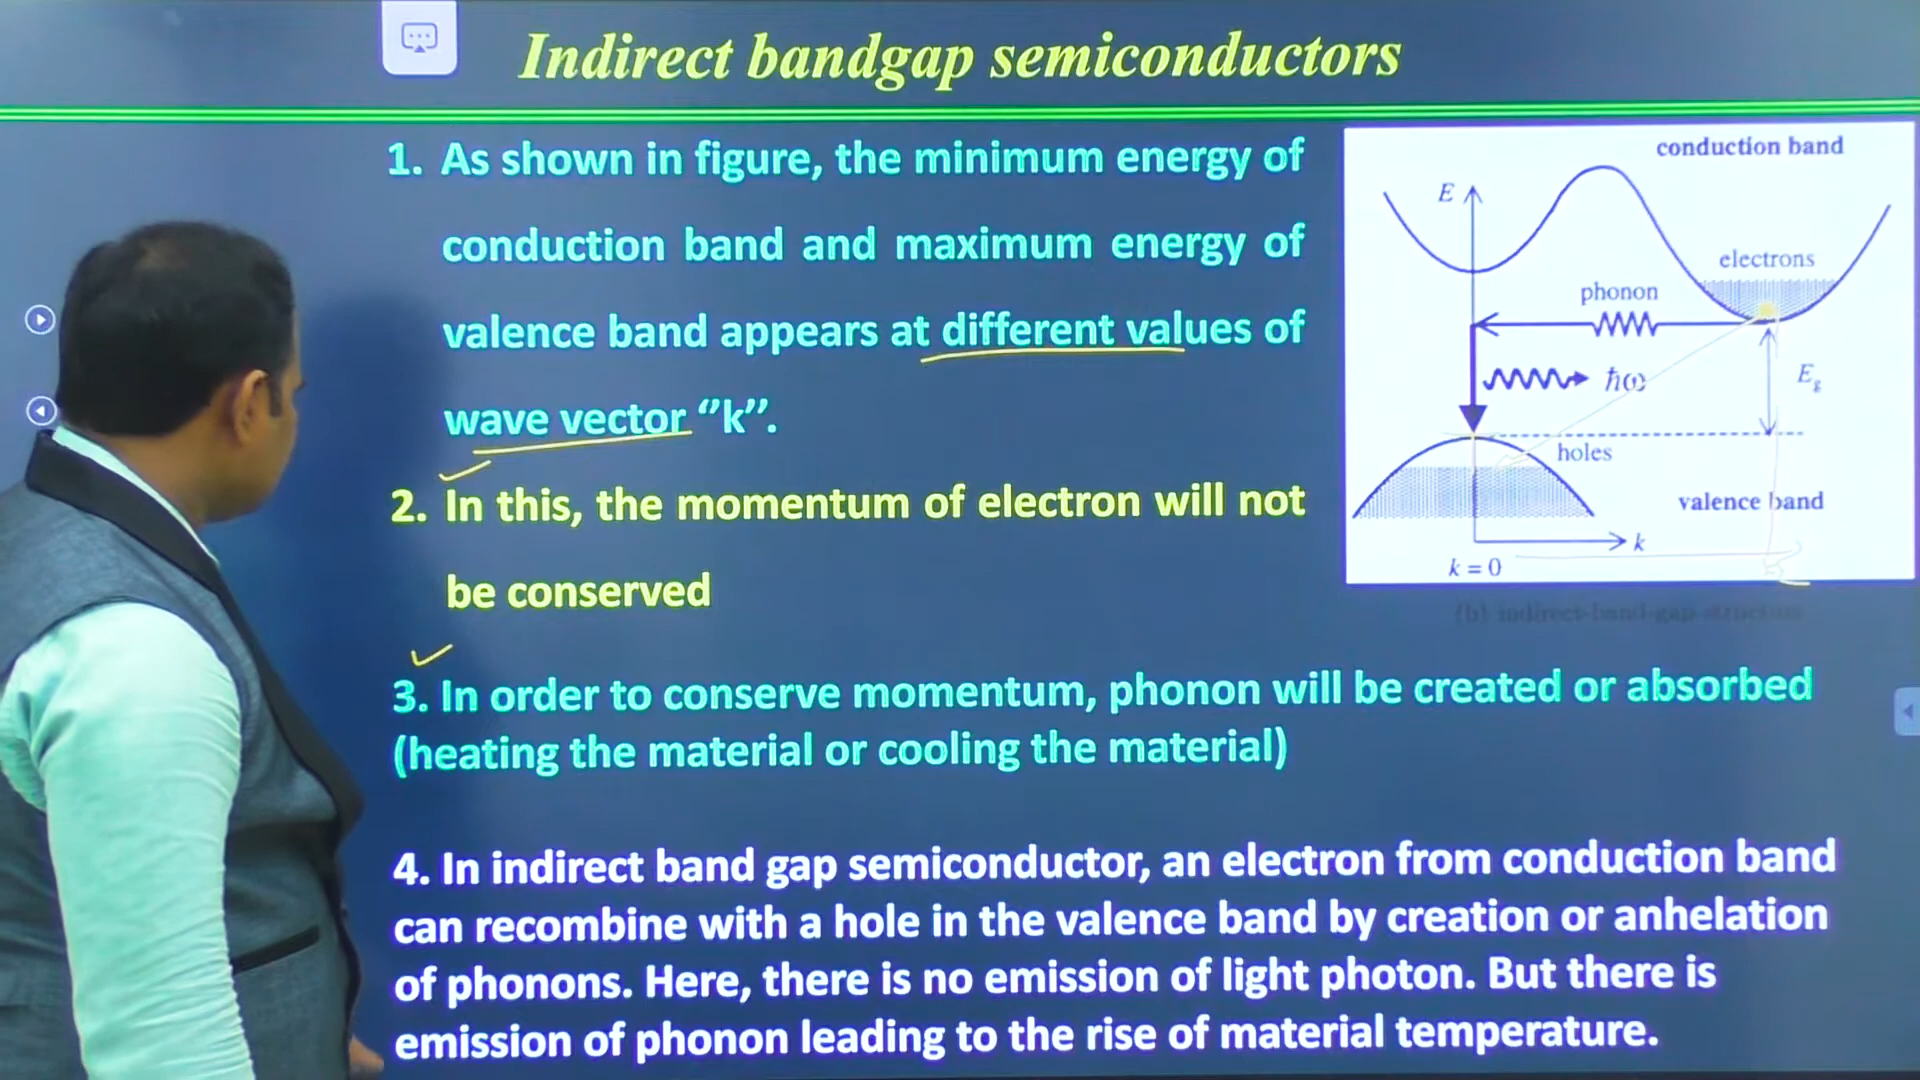 Indirect bandgap semiconductors
1. As shown in figure, the minimum energy of
conduction band and maximum energy of
valence band appears at different values of
wave vector “k”.
2. In this, the momentum of electron will not
be conserved
conduction band
E
electrons
phonon
ħω
E_g
holes
valence band
k
k = 0
(b) indirect-band-gap structure
3. In order to conserve momentum, phonon will be created or absorbed
(heating the material or cooling the material)
4. In indirect band gap semiconductor, an electron from conduction band
can recombine with a hole in the valence band by creation or anhelation
of phonons. Here, there is no emission of light photon. But there is
emission of phonon leading to the rise of material temperature.